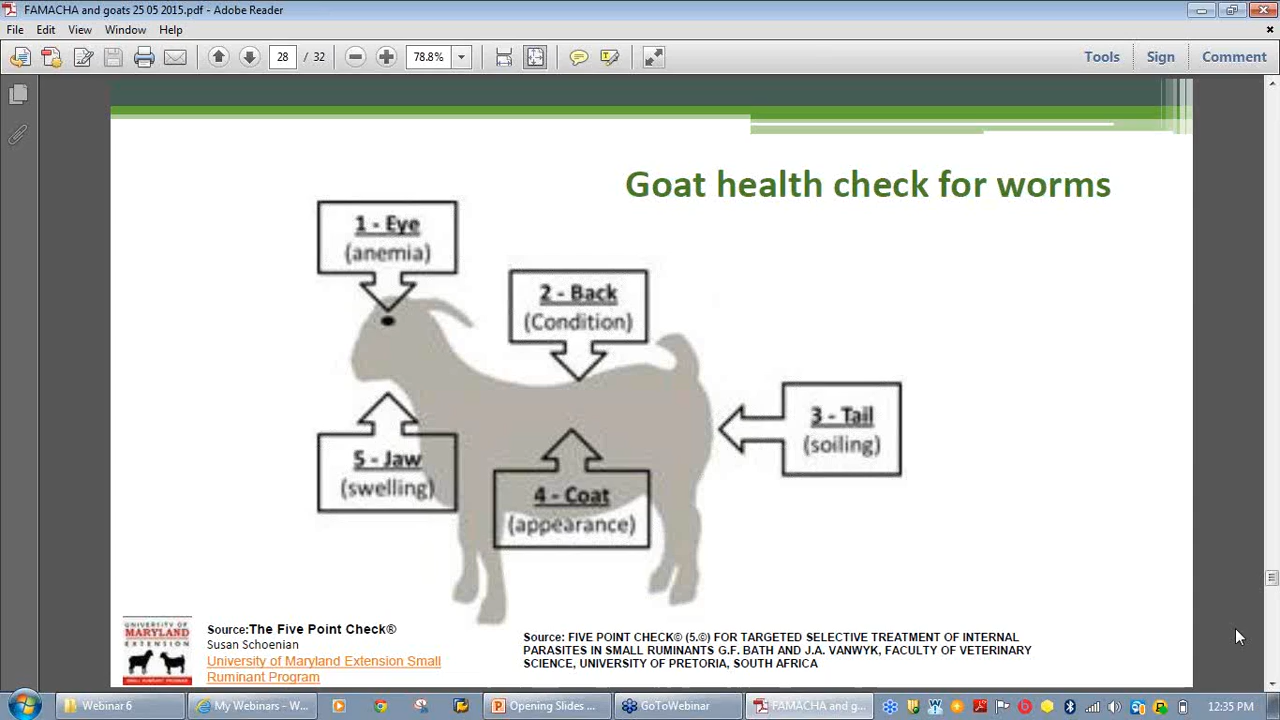 FAMACHA and goats 25 05 2015.pdf - Adobe Reader
File Edit View Window Help
28 / 32 78.8% Tools Sign Comment
Goat health check for worms
1 - Eye
(anemia)
2 - Back
(Condition)
3 - Tail
(soiling)
5 - Jaw
(swelling)
4 - Coat
(appearance)
UNIVERSITY OF
MARYLAND
EXTENSION
SMALL RUMINANT PROGRAM
Source:The Five Point Check©
Susan Schoenian
University of Maryland Extension Small
Ruminant Program
Source: FIVE POINT CHECK© (5.©) FOR TARGETED SELECTIVE TREATMENT OF INTERNAL
PARASITES IN SMALL RUMINANTS G.F. BATH AND J.A. VANWYK, FACULTY OF VETERINARY
SCIENCE, UNIVERSITY OF PRETORIA, SOUTH AFRICA
Webinar 6 My Webinars - W... Opening Slides ... GoToWebinar FAMACHA and g... 12:35 PM